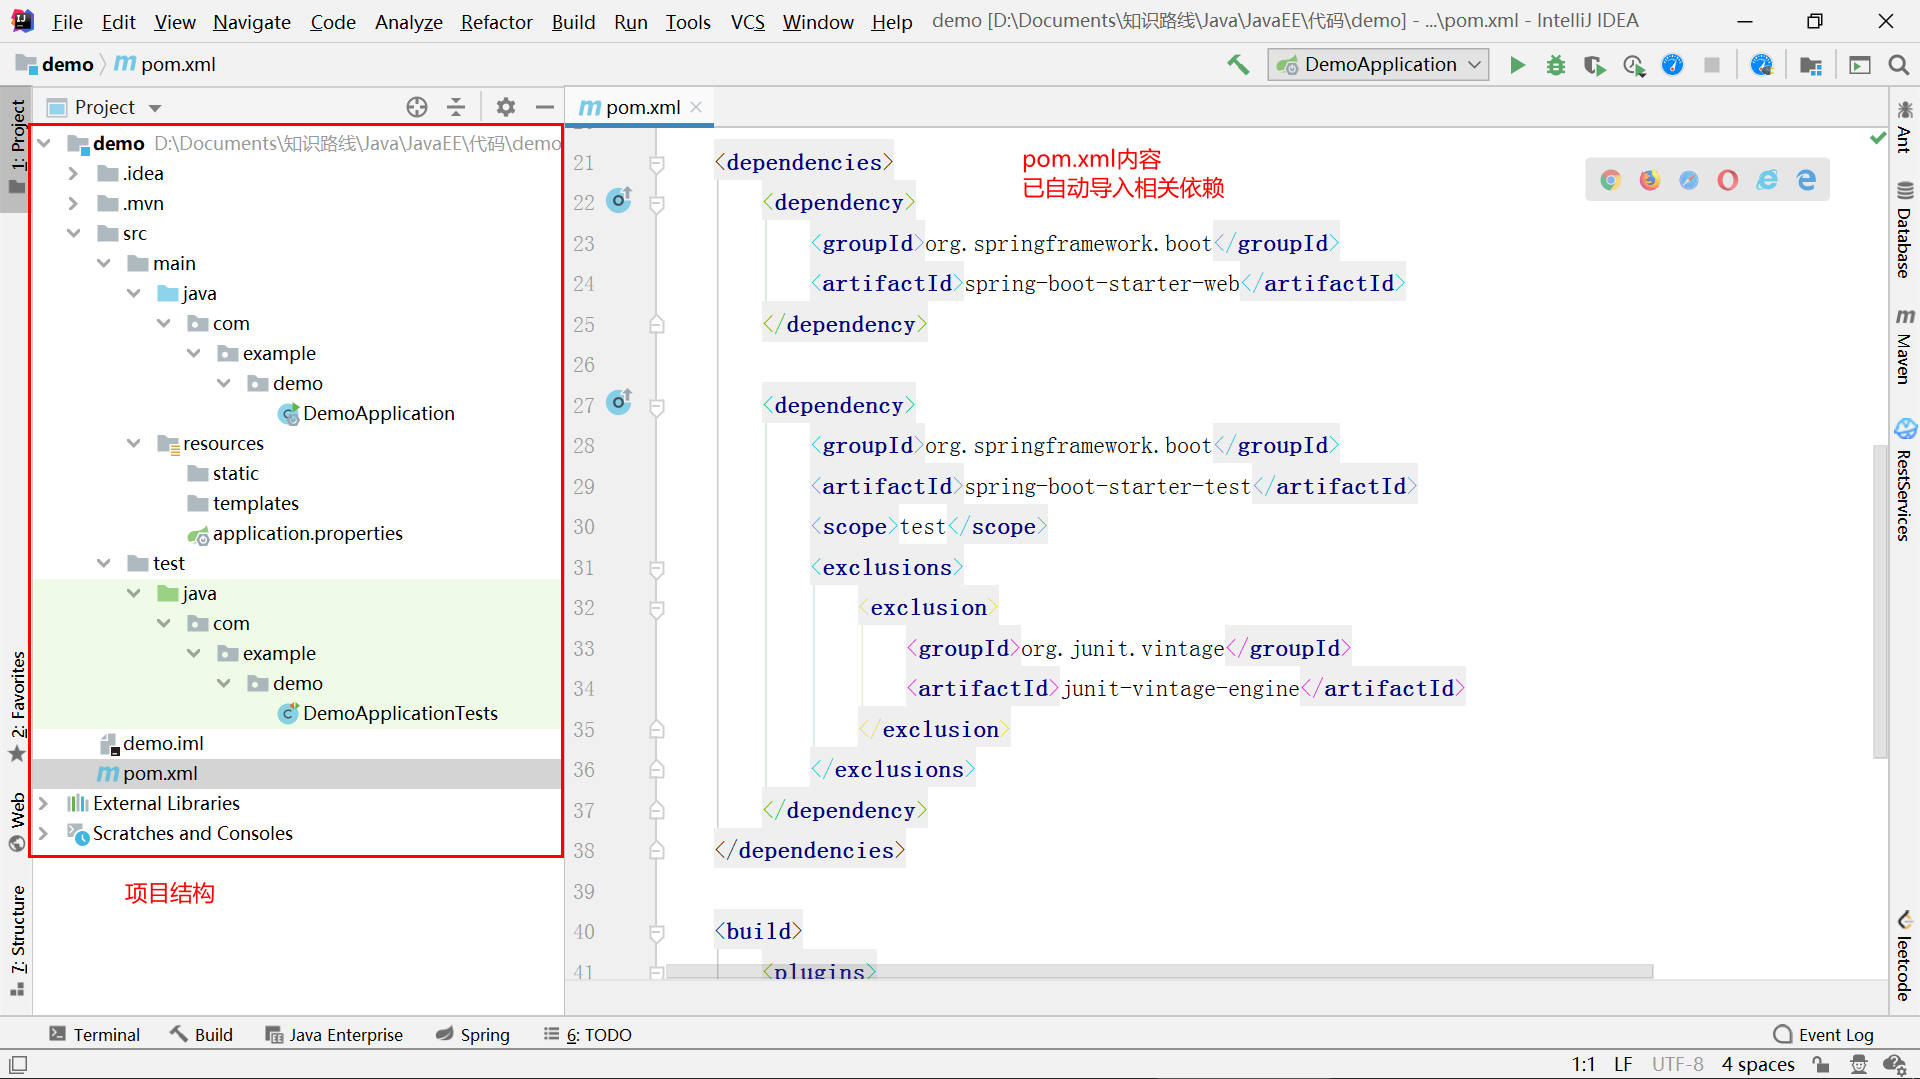 File Edit View Navigate Code Analyze Refactor Build Run Tools VCS Window Help demo [D:\Documents\知识路线\Java\JavaEE\代码\demo] - ...\pom.xml - IntelliJ IDEA
demo pom.xml DemoApplication
Project
pom.xml
1: Project
2: Favorites
Web
7: Structure
demo D:\Documents\知识路线\Java\JavaEE\代码\demo
.idea
.mvn
src
main
java
com
example
demo
DemoApplication
resources
static
templates
application.properties
test
java
com
example
demo
DemoApplicationTests
demo.iml
pom.xml
External Libraries
Scratches and Consoles
项目结构
pom.xml内容
已自动导入相关依赖
21 <dependencies>
22 <dependency>
23 <groupId>org.springframework.boot</groupId>
24 <artifactId>spring-boot-starter-web</artifactId>
25 </dependency>
26
27 <dependency>
28 <groupId>org.springframework.boot</groupId>
29 <artifactId>spring-boot-starter-test</artifactId>
30 <scope>test</scope>
31 <exclusions>
32 <exclusion>
33 <groupId>org.junit.vintage</groupId>
34 <artifactId>junit-vintage-engine</artifactId>
35 </exclusion>
36 </exclusions>
37 </dependency>
38 </dependencies>
39
40 <build>
41 <plugins>
Ant
Database
Maven
RestServices
leetcode
Terminal Build Java Enterprise Spring 6: TODO Event Log
1:1 LF UTF-8 4 spaces